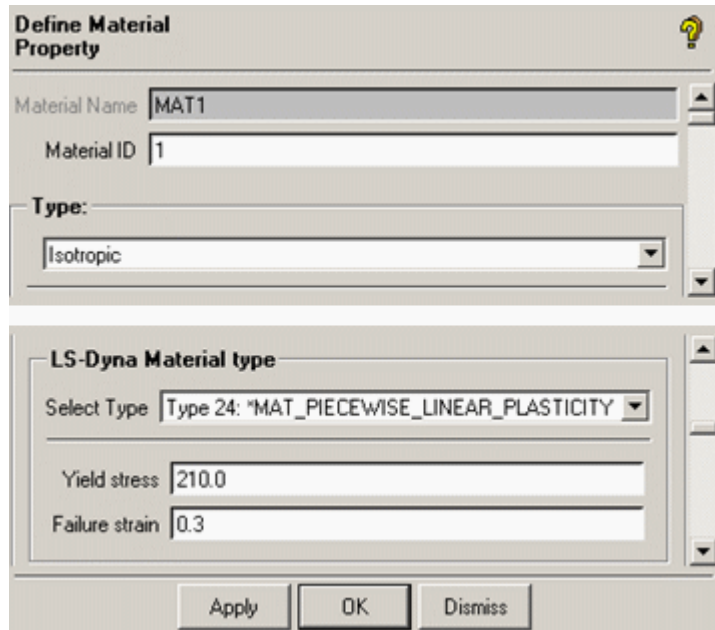 Define Material
Property
Material Name MAT1
Material ID 1
Type:
Isotropic
LS-Dyna Material type
Select Type Type 24: *MAT_PIECEWISE_LINEAR_PLASTICITY
Yield stress 210.0
Failure strain 0.3
Apply OK Dismiss